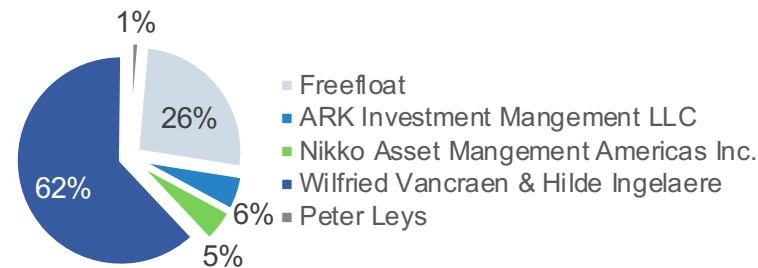 1%
26%
62%
6%
5%
Freefloat
ARK Investment Mangement LLC
Nikko Asset Mangement Americas Inc.
Wilfried Vancraen & Hilde Ingelaere
Peter Leys